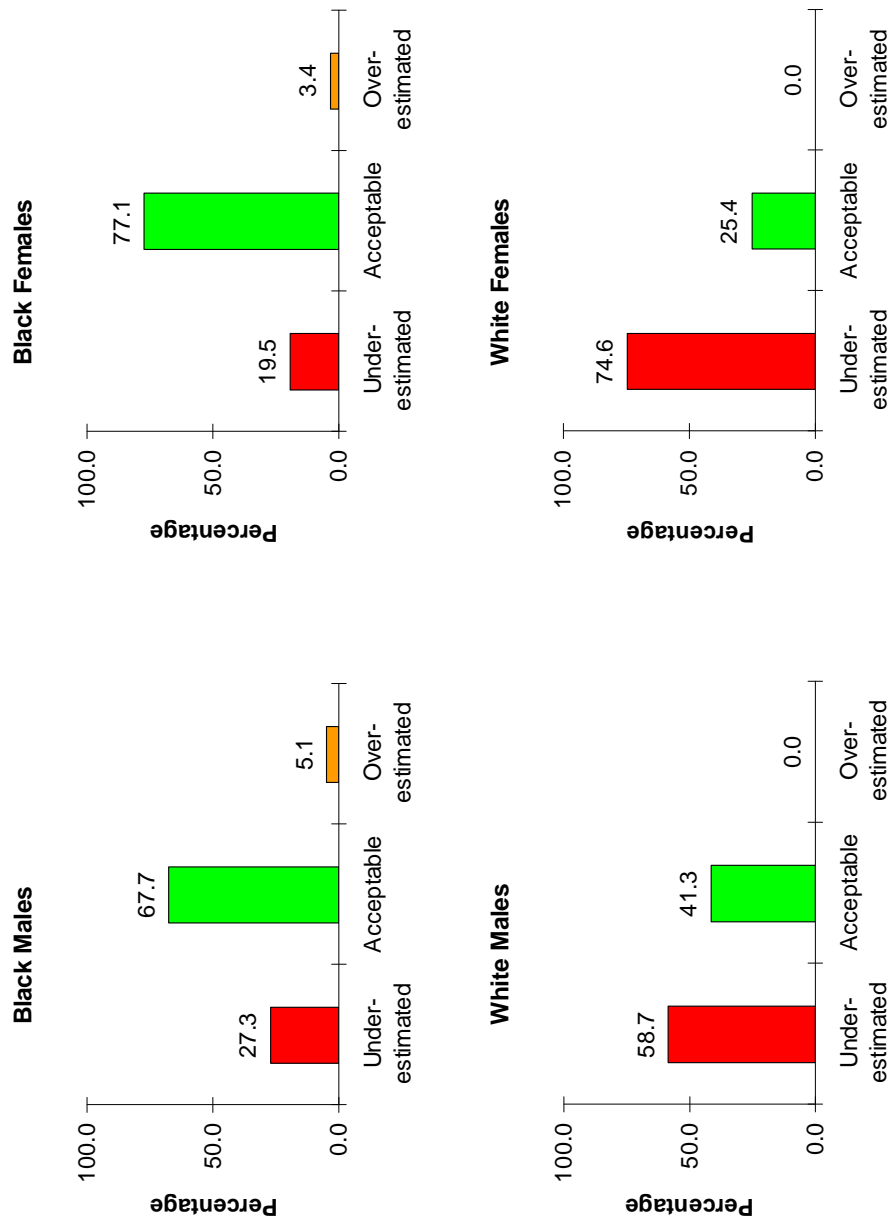 Black Males
Percentage
100.0
50.0
0.0
27.3
67.7
5.1
Under-
estimated
Acceptable
Over-
estimated
Black Females
Percentage
100.0
50.0
0.0
19.5
77.1
3.4
Under-
estimated
Acceptable
Over-
estimated
White Males
Percentage
100.0
50.0
0.0
58.7
41.3
0.0
Under-
estimated
Acceptable
Over-
estimated
White Females
Percentage
100.0
50.0
0.0
74.6
25.4
0.0
Under-
estimated
Acceptable
Over-
estimated